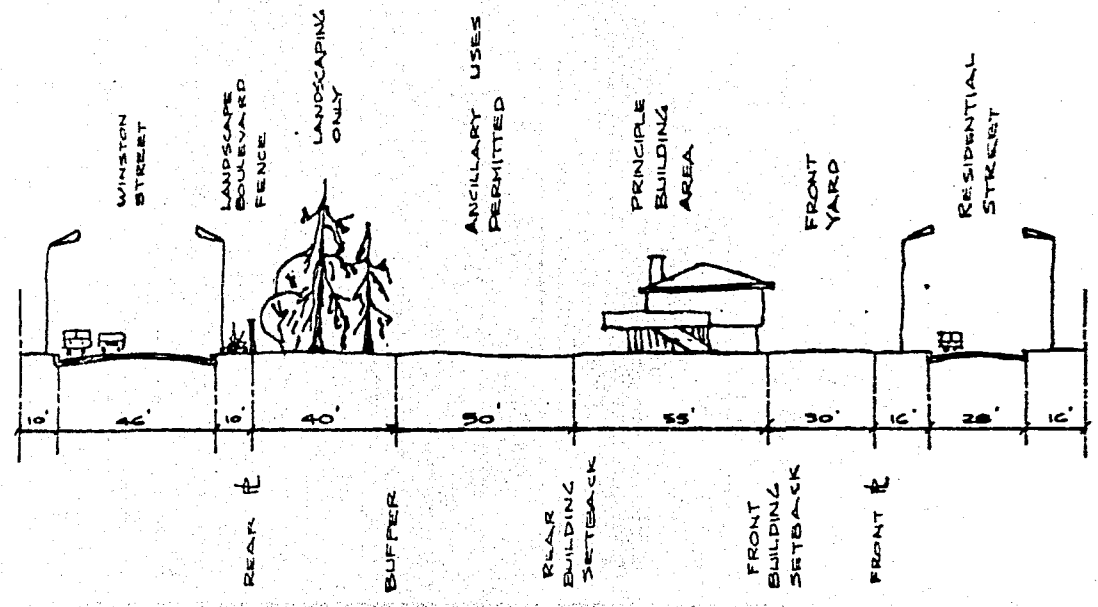 WINSTON
STREET
LANDSCAPE
BOULEVARD
FENCE
LANDSCAPING
ONLY
ANCILLARY USES
PERMITTED
PRINCIPLE
BUILDING
AREA
FRONT
YARD
RESIDENTIAL
STREET
10' 46' 10' 40' 50' 55' 30' 16' 28' 16'
REAR ⅊
BUFFER
REAR
BUILDING
SETBACK
FRONT
BUILDING
SETBACK
FRONT ⅊